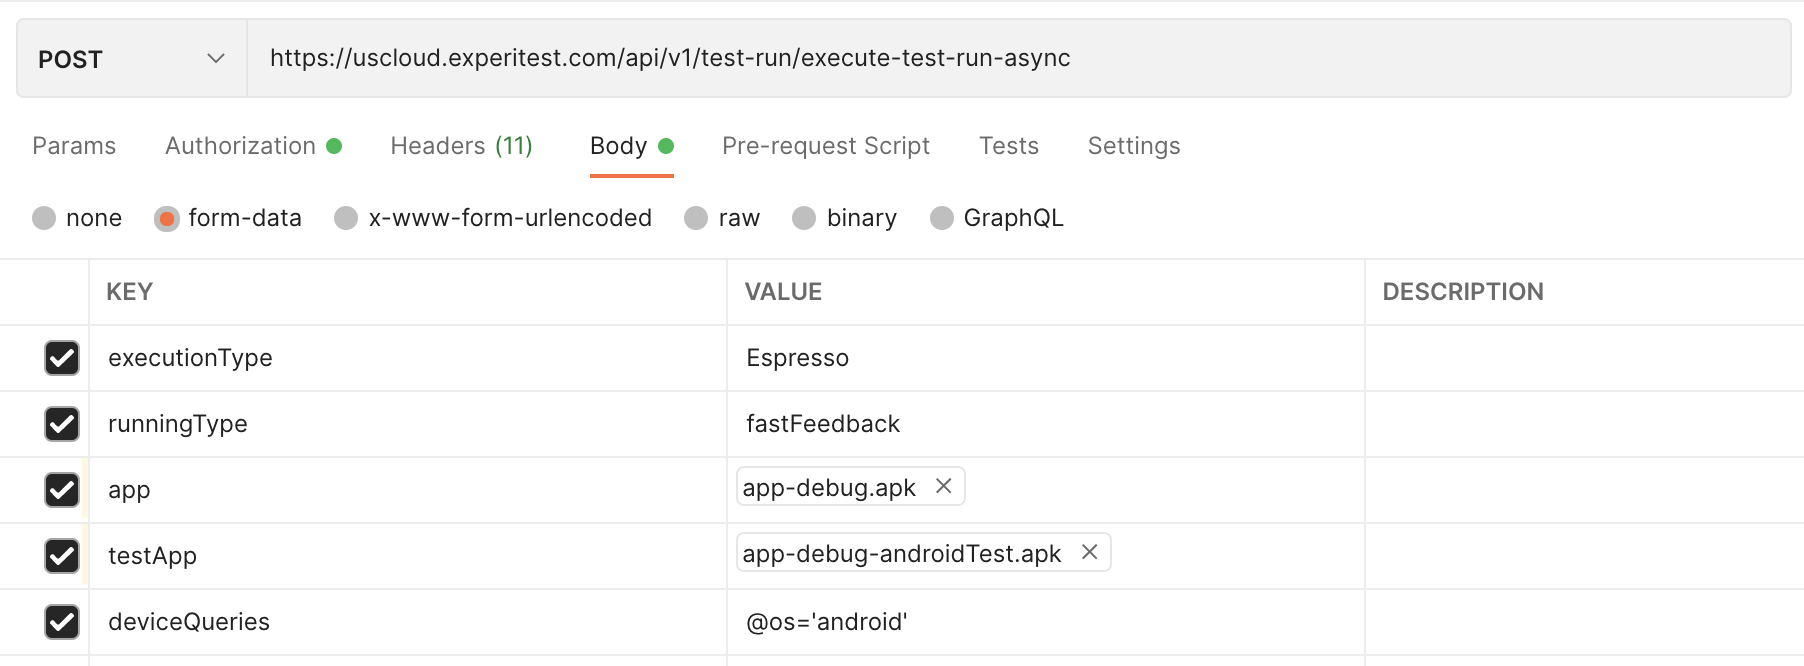 POST https://uscloud.experitest.com/api/v1/test-run/execute-test-run-async
Params Authorization Headers (11) Body Pre-request Script Tests Settings
none form-data x-www-form-urlencoded raw binary GraphQL
KEY VALUE DESCRIPTION
executionType Espresso
runningType fastFeedback
app app-debug.apk
testApp app-debug-androidTest.apk
deviceQueries @os='android'